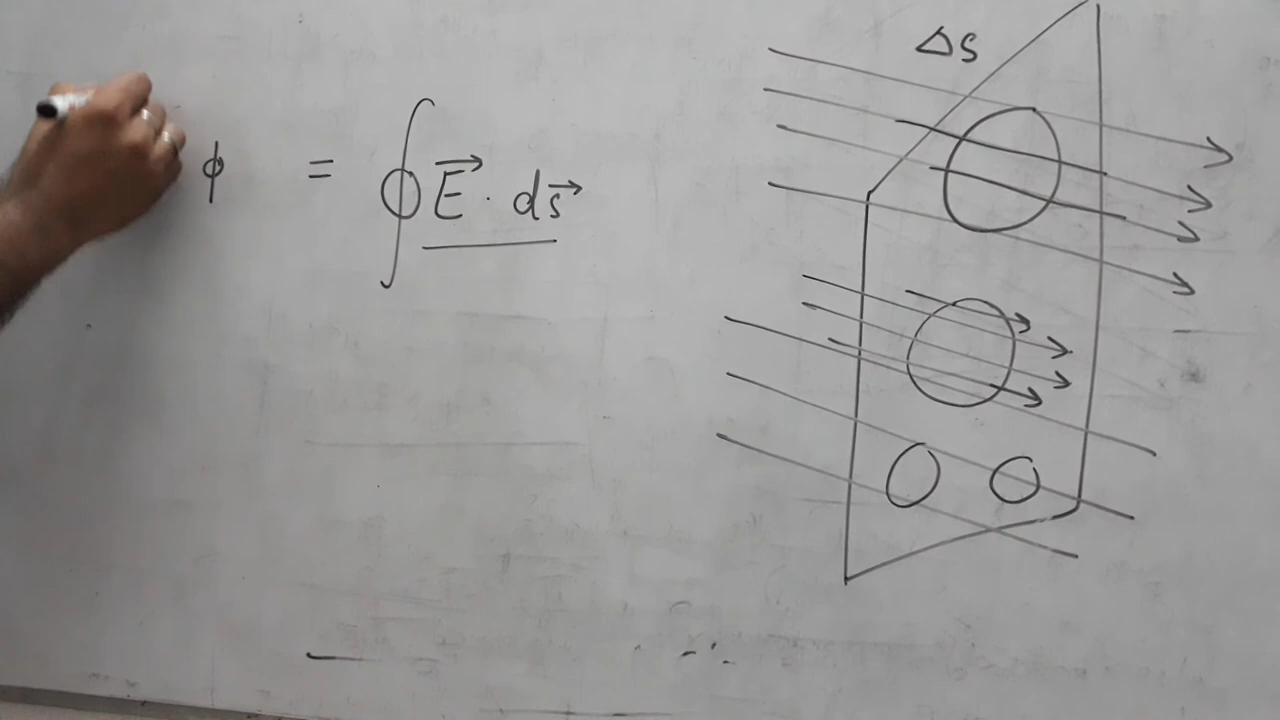 ΔS
ϕ = ∮ E⃗ · ds⃗